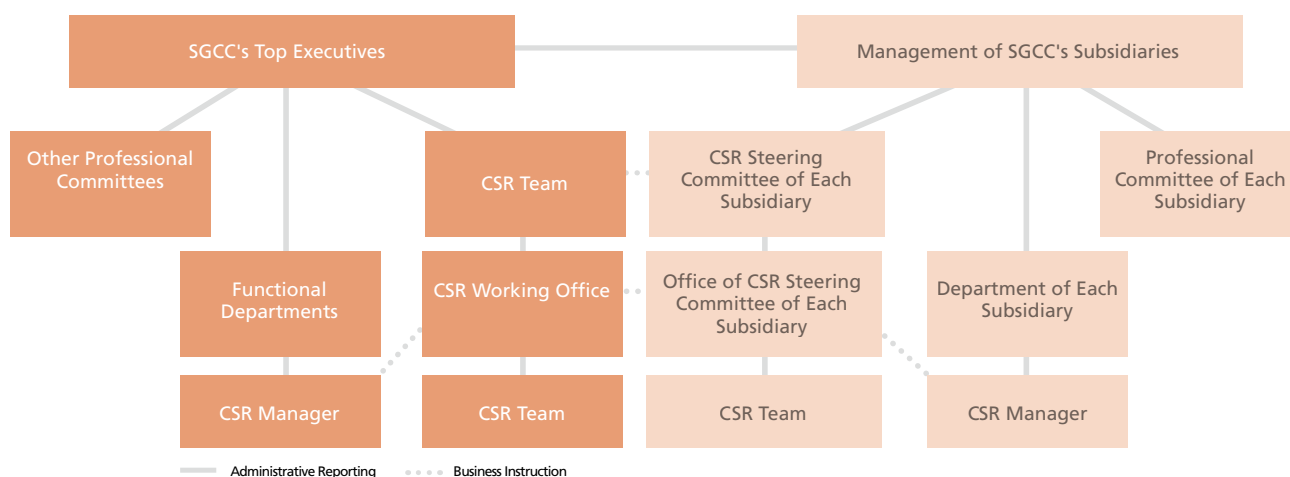 SGCC's Top Executives
Management of SGCC's Subsidiaries
Other Professional
Committees
CSR Team
CSR Steering
Committee of Each
Subsidiary
Professional
Committee of Each
Subsidiary
Functional
Departments
CSR Working Office
Office of CSR Steering
Committee of Each
Subsidiary
Department of Each
Subsidiary
CSR Manager
CSR Team
CSR Team
CSR Manager
Administrative Reporting
Business Instruction